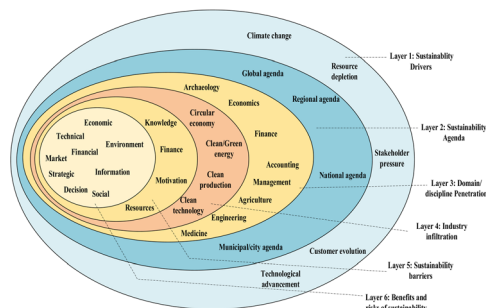 Climate change
Layer 1: Sustainability
Drivers
Resource
depletion
Global agenda
Archaeology
Regional agenda
Economics
Circular
economy
Economic
Knowledge
Layer 2: Sustainability
Agenda
Technical
Finance
Environment
Clean/Green
energy
Financial
Finance
Market
Stakeholder
pressure
Accounting
Information
Strategic
National agenda
Clean
production
Motivation
Management
Layer 3: Domain/
discipline Penetration
Decision
Social
Agriculture
Clean
technology
Resources
Engineering
Layer 4: Industry
infiltration
Medicine
Municipal/city agenda
Customer evolution
Layer 5: Sustainability
barriers
Technological
advancement
Layer 6: Benefits and
risks of sustainability